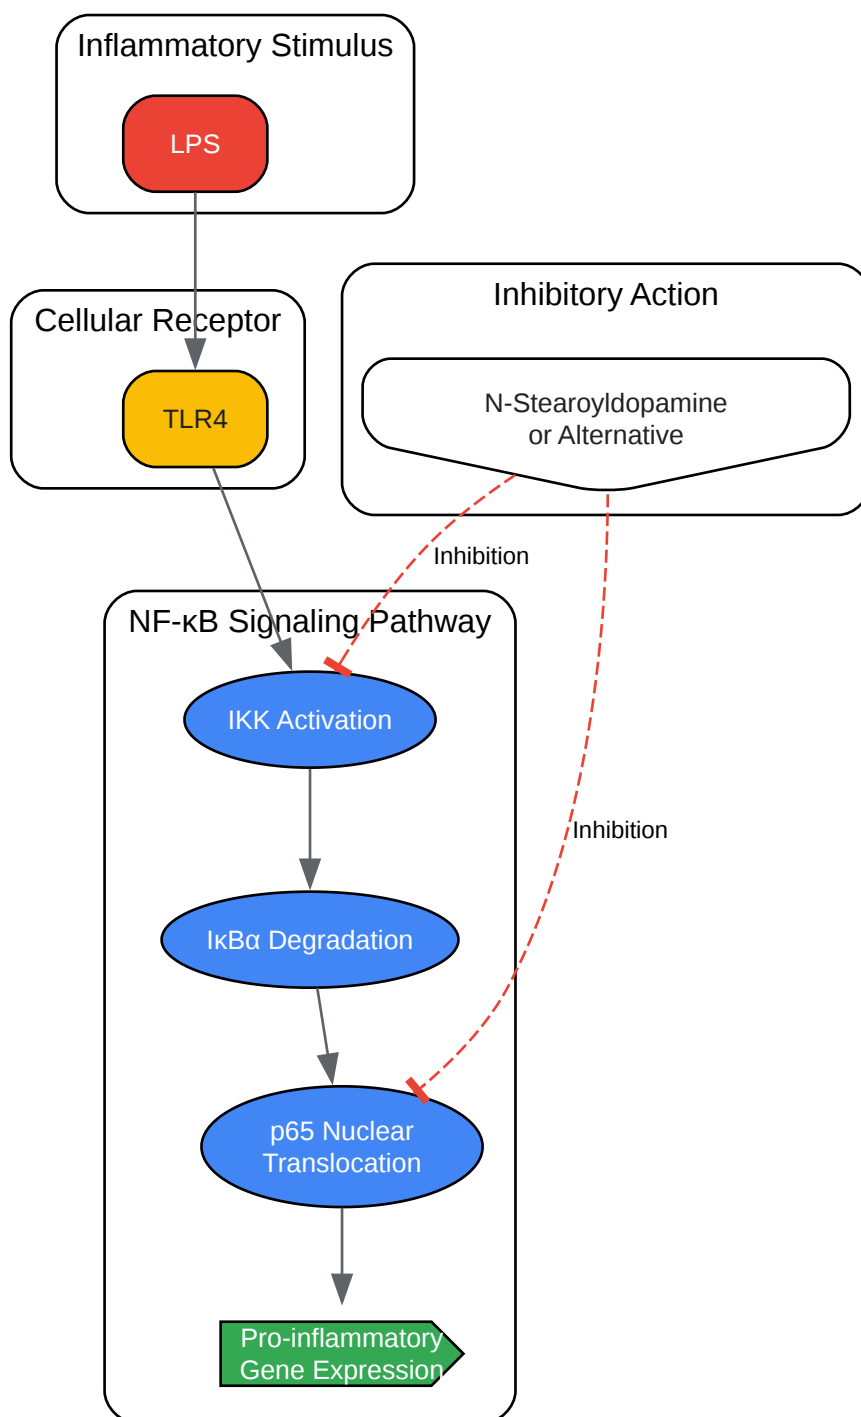 Inflammatory Stimulus
LPS
Cellular Receptor
TLR4
Inhibitory Action
N-Stearoyldopamine
or Alternative
Inhibition
NF-κB Signaling Pathway
IKK Activation
Inhibition
IκBα Degradation
p65 Nuclear
Translocation
Pro-inflammatory
Gene Expression